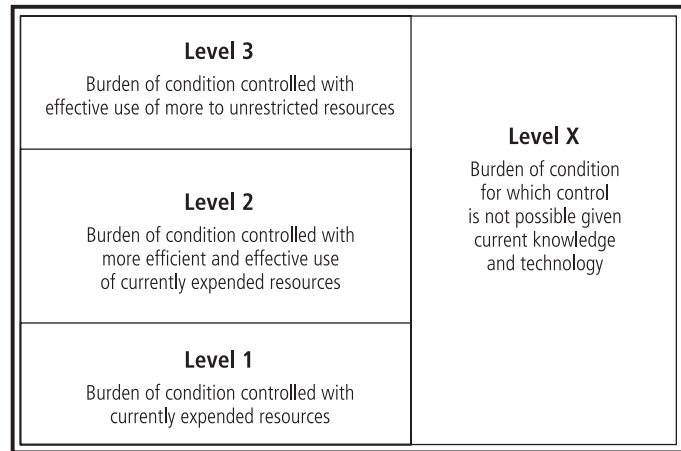 Level 3
Burden of condition controlled with
effective use of more to unrestricted resources
Level 2
Burden of condition controlled with
more efficient and effective use
of currently expended resources
Level 1
Burden of condition controlled with
currently expended resources
Level X
Burden of condition
for which control
is not possible given
current knowledge
and technology